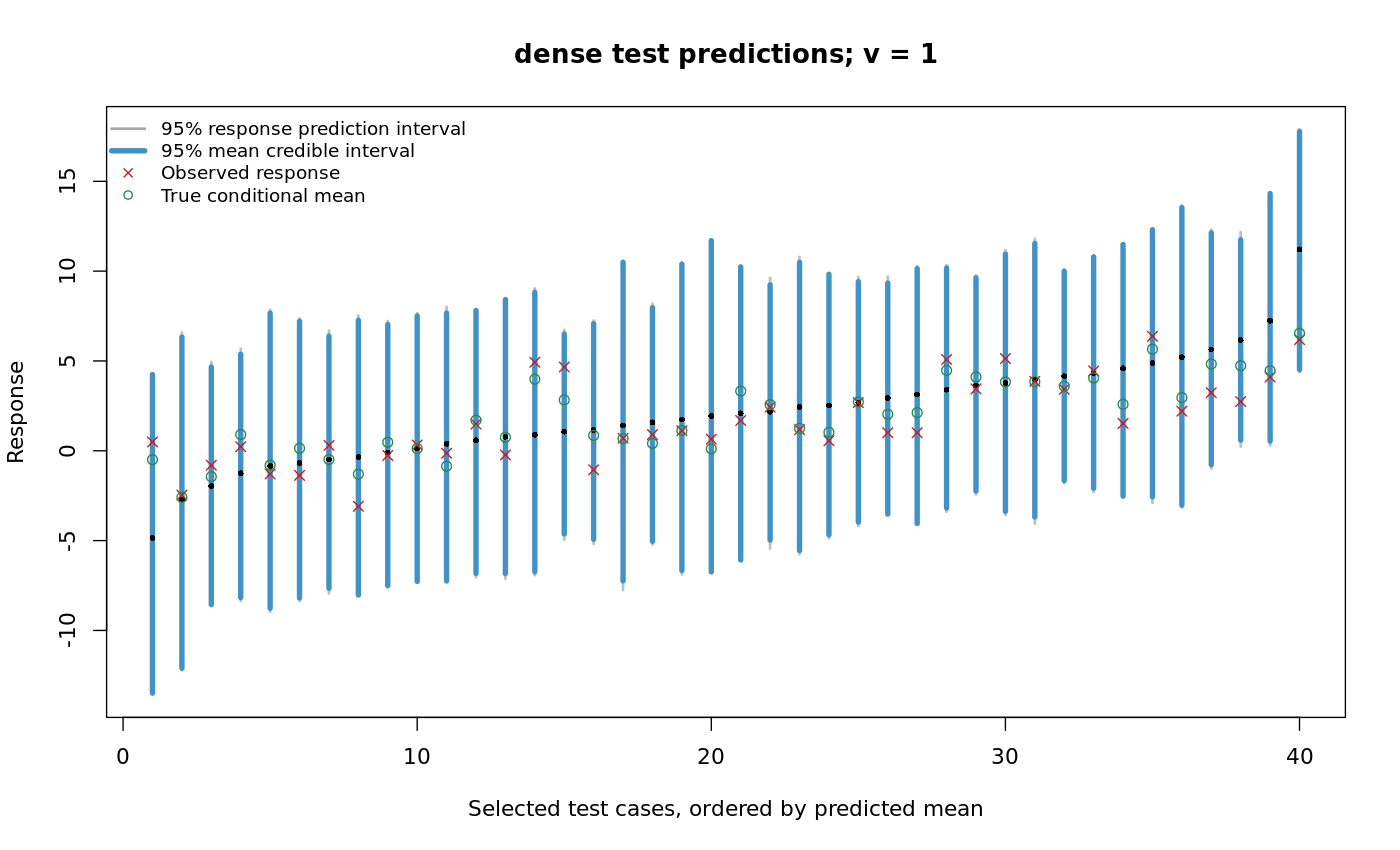 dense test predictions; v = 1
95% response prediction interval
95% mean credible interval
Observed response
True conditional mean
Response
15
10
5
0
-5
-10
0 10 20 30 40
Selected test cases, ordered by predicted mean